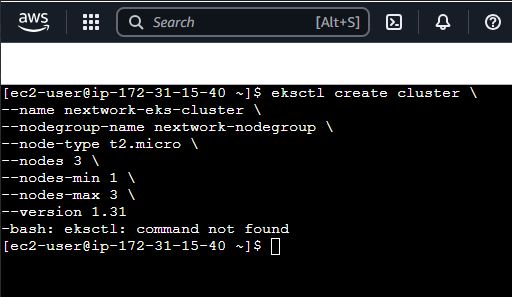 aws Search [Alt+S]
[ec2-user@ip-172-31-15-40 ~]$ eksctl create cluster \
--name nextwork-eks-cluster \
--nodegroup-name nextwork-nodegroup \
--node-type t2.micro \
--nodes 3 \
--nodes-min 1 \
--nodes-max 3 \
--version 1.31
-bash: eksctl: command not found
[ec2-user@ip-172-31-15-40 ~]$